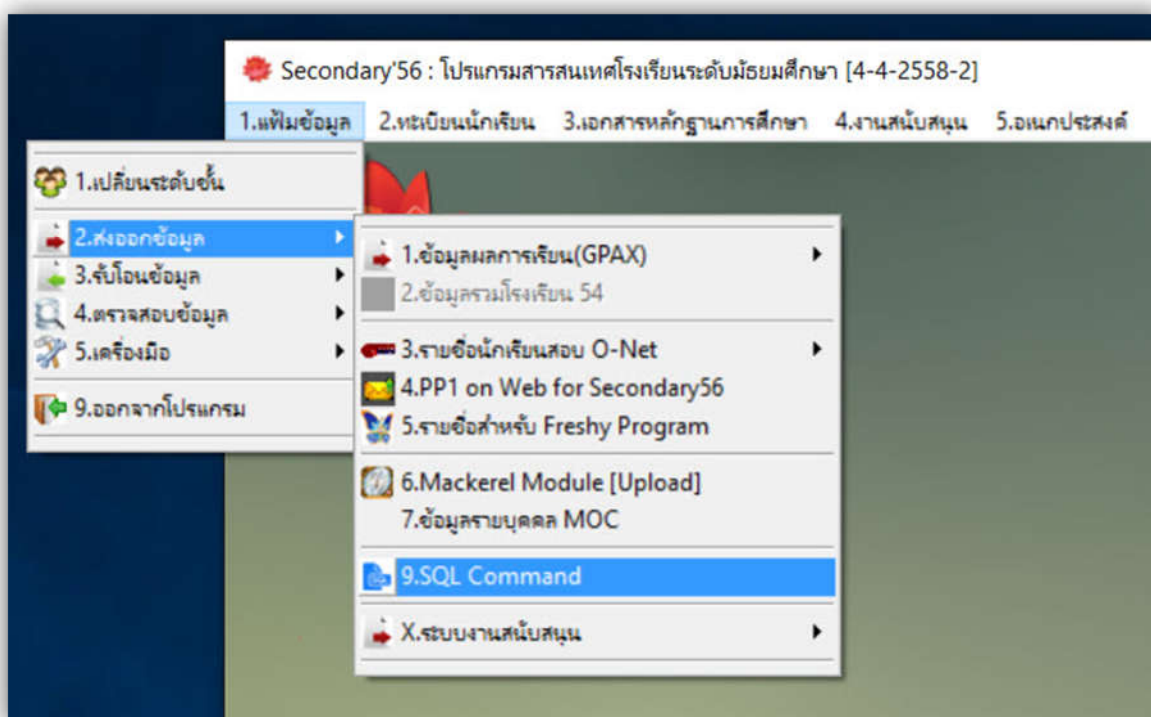 Secondary'56 : โปรแกรมสารสนเทศโรงเรียนระดับมัธยมศึกษา [4-4-2558-2]
1.แฟ้มข้อมูล 2.ทะเบียนนักเรียน 3.เอกสารหลักฐานการศึกษา 4.งานสนับสนุน 5.อเนกประสงค์
1.เปลี่ยนระดับชั้น
2.ส่งออกข้อมูล
3.รับโอนข้อมูล
4.ตรวจสอบข้อมูล
5.เครื่องมือ
9.ออกจากโปรแกรม
1.ข้อมูลผลการเรียน(GPAX)
2.ข้อมูลรวมโรงเรียน 54
3.รายชื่อนักเรียนสอบ O-Net
4.PP1 on Web for Secondary56
5.รายชื่อสำหรับ Freshy Program
6.Mackerel Module [Upload]
7.ข้อมูลรายบุคคล MOC
9.SQL Command
X.ระบบงานสนับสนุน